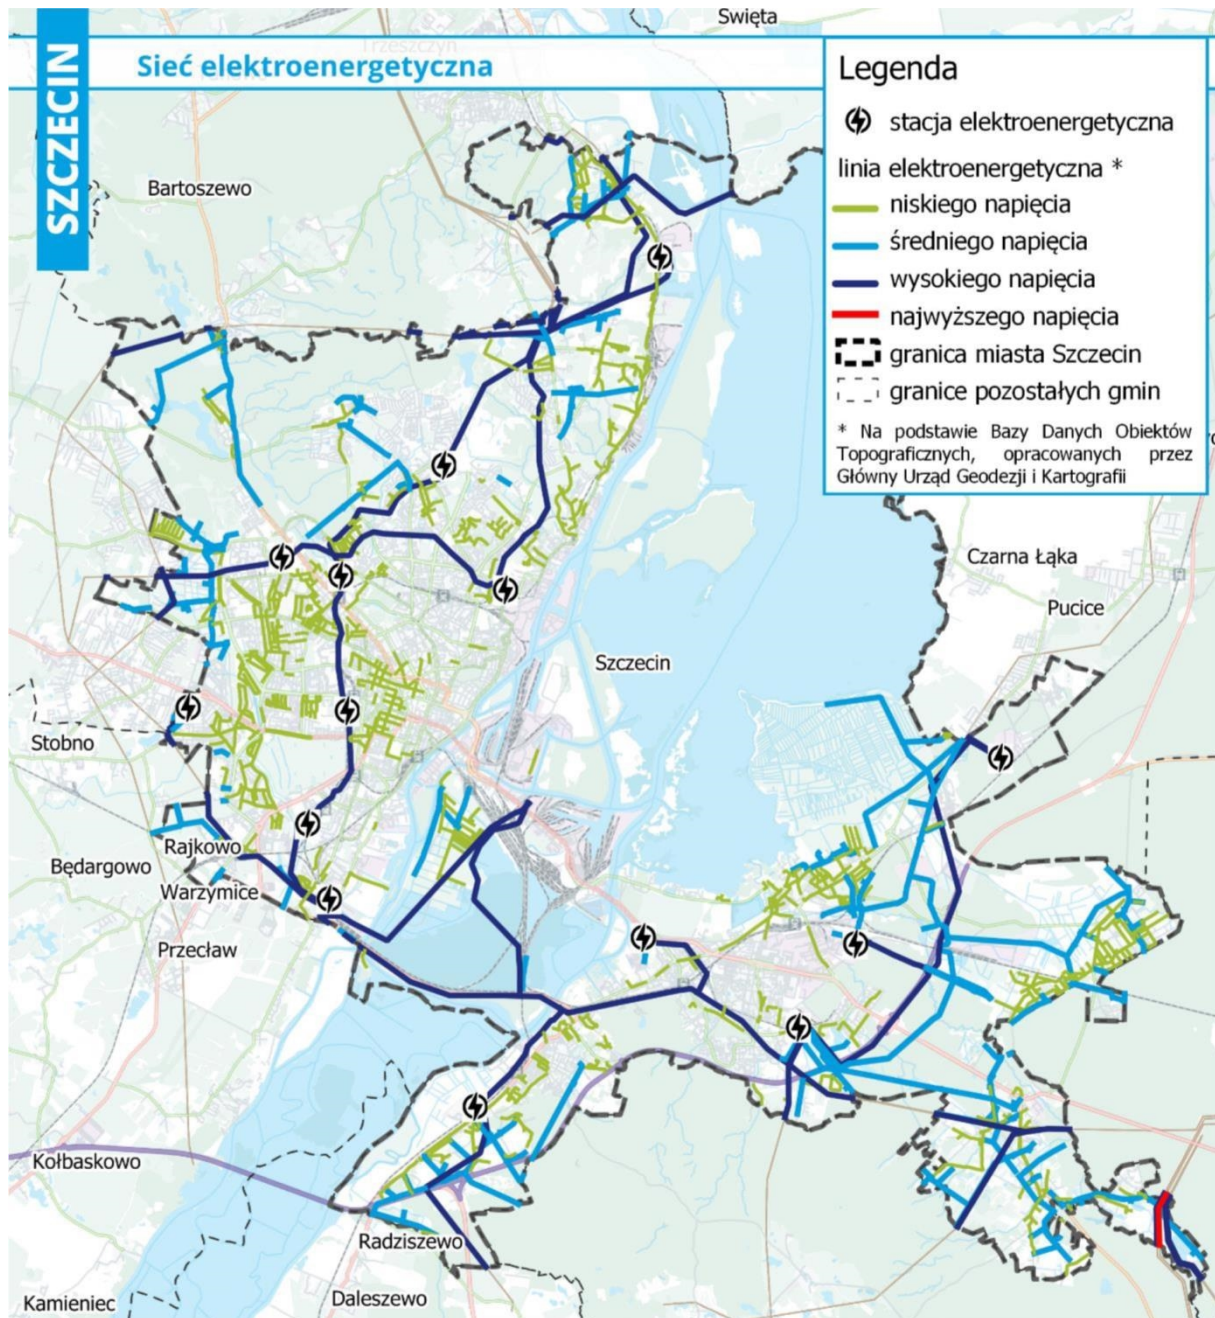 Święta
Trzeszczyn
SZCZECIN
Sieć elektroenergetyczna
Legenda
stacja elektroenergetyczna
linia elektroenergetyczna *
niskiego napięcia
średniego napięcia
wysokiego napięcia
najwyższego napięcia
granica miasta Szczecin
granice pozostałych gmin
* Na podstawie Bazy Danych Obiektów
Topograficznych, opracowanych przez
Główny Urząd Geodezji i Kartografii
Bartoszewo
Czarna Łąka
Pucice
Szczecin
Stobno
Rajkowo
Będargowo
Warzymice
Przecław
Kołbaskowo
Radziszewo
Daleszewo
Kamieniec